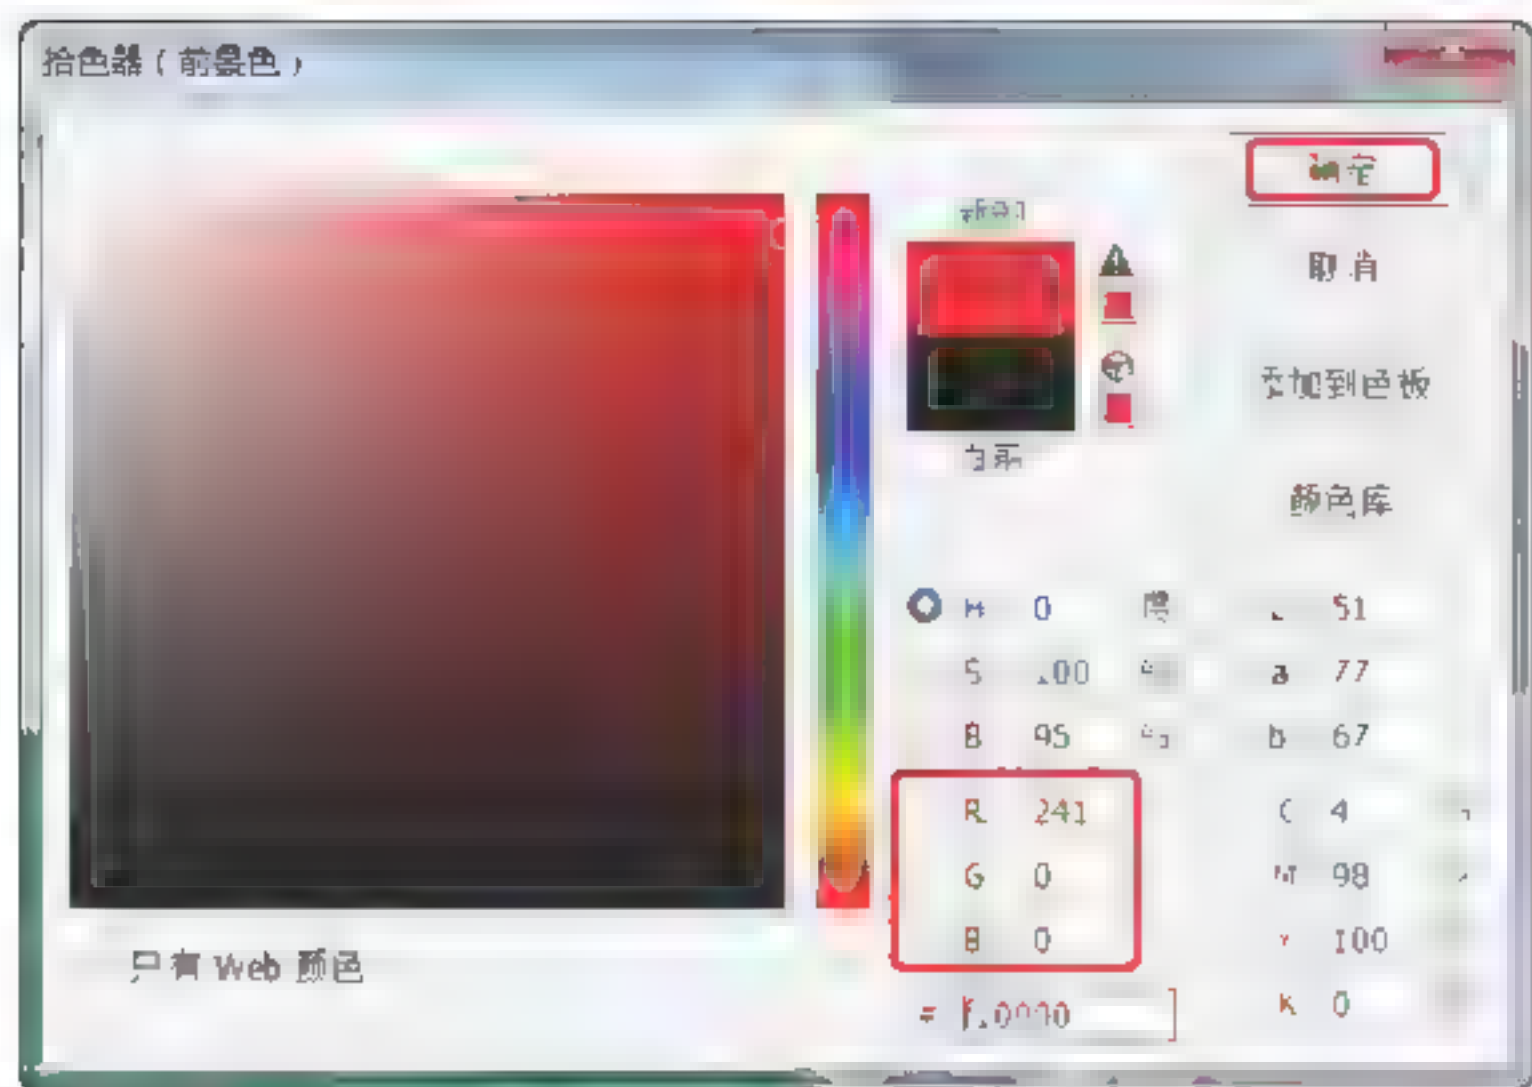 拾色器（前景色）
确定
取消
添加到色板
颜色库
H 0 度 51
S 100 a 77
B 95 b 67
R 241 C 4
G 0 M 98
B 0 Y 100
# K 0
只有 Web 颜色